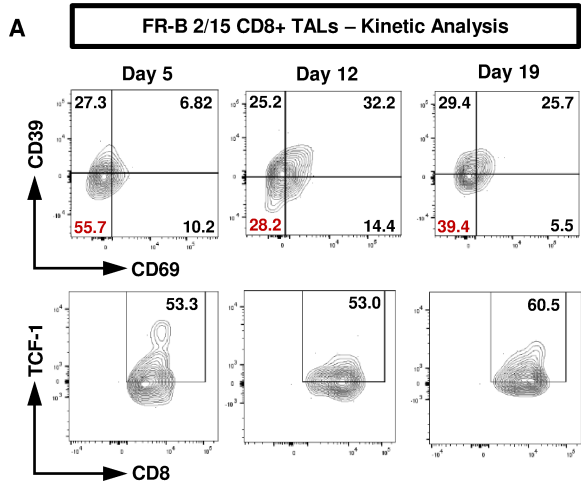 A
FR-B 2/15 CD8+ TALs – Kinetic Analysis
Day 5 Day 12 Day 19
CD39
27.3 6.82 25.2 32.2 29.4 25.7
55.7 10.2 28.2 14.4 39.4 5.5
CD69
TCF-1
53.3 53.0 60.5
CD8